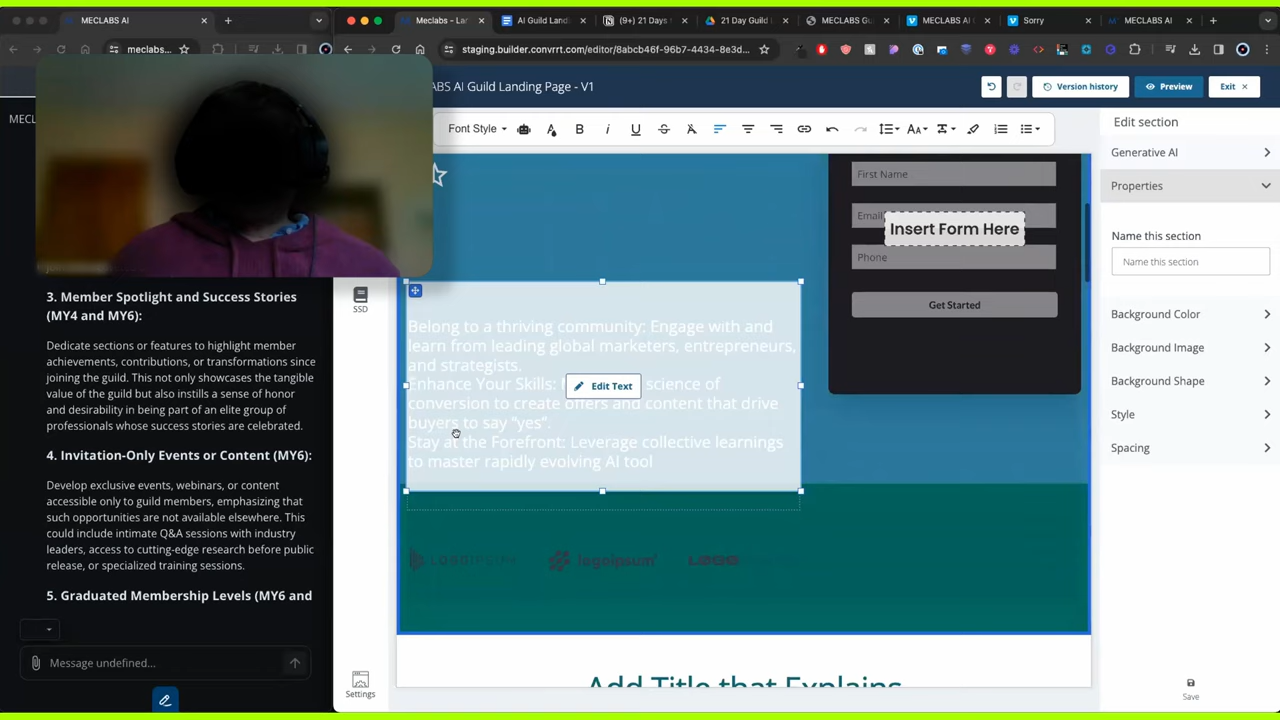 MECLABS AI
Meclabs - La
AI Guild Land
(9+) 21 Days
21 Day Guild
MECLABS Gu
MECLABS AI
Sorry
MECLABS AI
meclabs.
staging.builder.convrrt.com/editor/8abcb46f-96b7-4434-8e3d...
LABS AI Guild Landing Page - V1
Version history
Preview
Exit
MECL
Font Style
Edit section
Generative AI
Properties
Name this section
Name this section
Background Color
Background Image
Background Shape
Style
Spacing
Save
First Name
Email
Insert Form Here
Phone
Get Started
SSD
Settings
Belong to a thriving community: Engage with and
learn from leading global marketers, entrepreneurs,
and strategists.
Enhance Your Skills: science of
Edit Text
conversion to create offers and content that drive
buyers to say "yes".
Stay at the Forefront: Leverage collective learnings
to master rapidly evolving AI tool
LOGOIPSUM
logoipsum
LOGO
Add Title that Explains
3. Member Spotlight and Success Stories
(MY4 and MY6):
Dedicate sections or features to highlight member
achievements, contributions, or transformations since
joining the guild. This not only showcases the tangible
value of the guild but also instills a sense of honor
and desirability in being part of an elite group of
professionals whose success stories are celebrated.
4. Invitation-Only Events or Content (MY6):
Develop exclusive events, webinars, or content
accessible only to guild members, emphasizing that
such opportunities are not available elsewhere. This
could include intimate Q&A sessions with industry
leaders, access to cutting-edge research before public
release, or specialized training sessions.
5. Graduated Membership Levels (MY6 and
Message undefined...